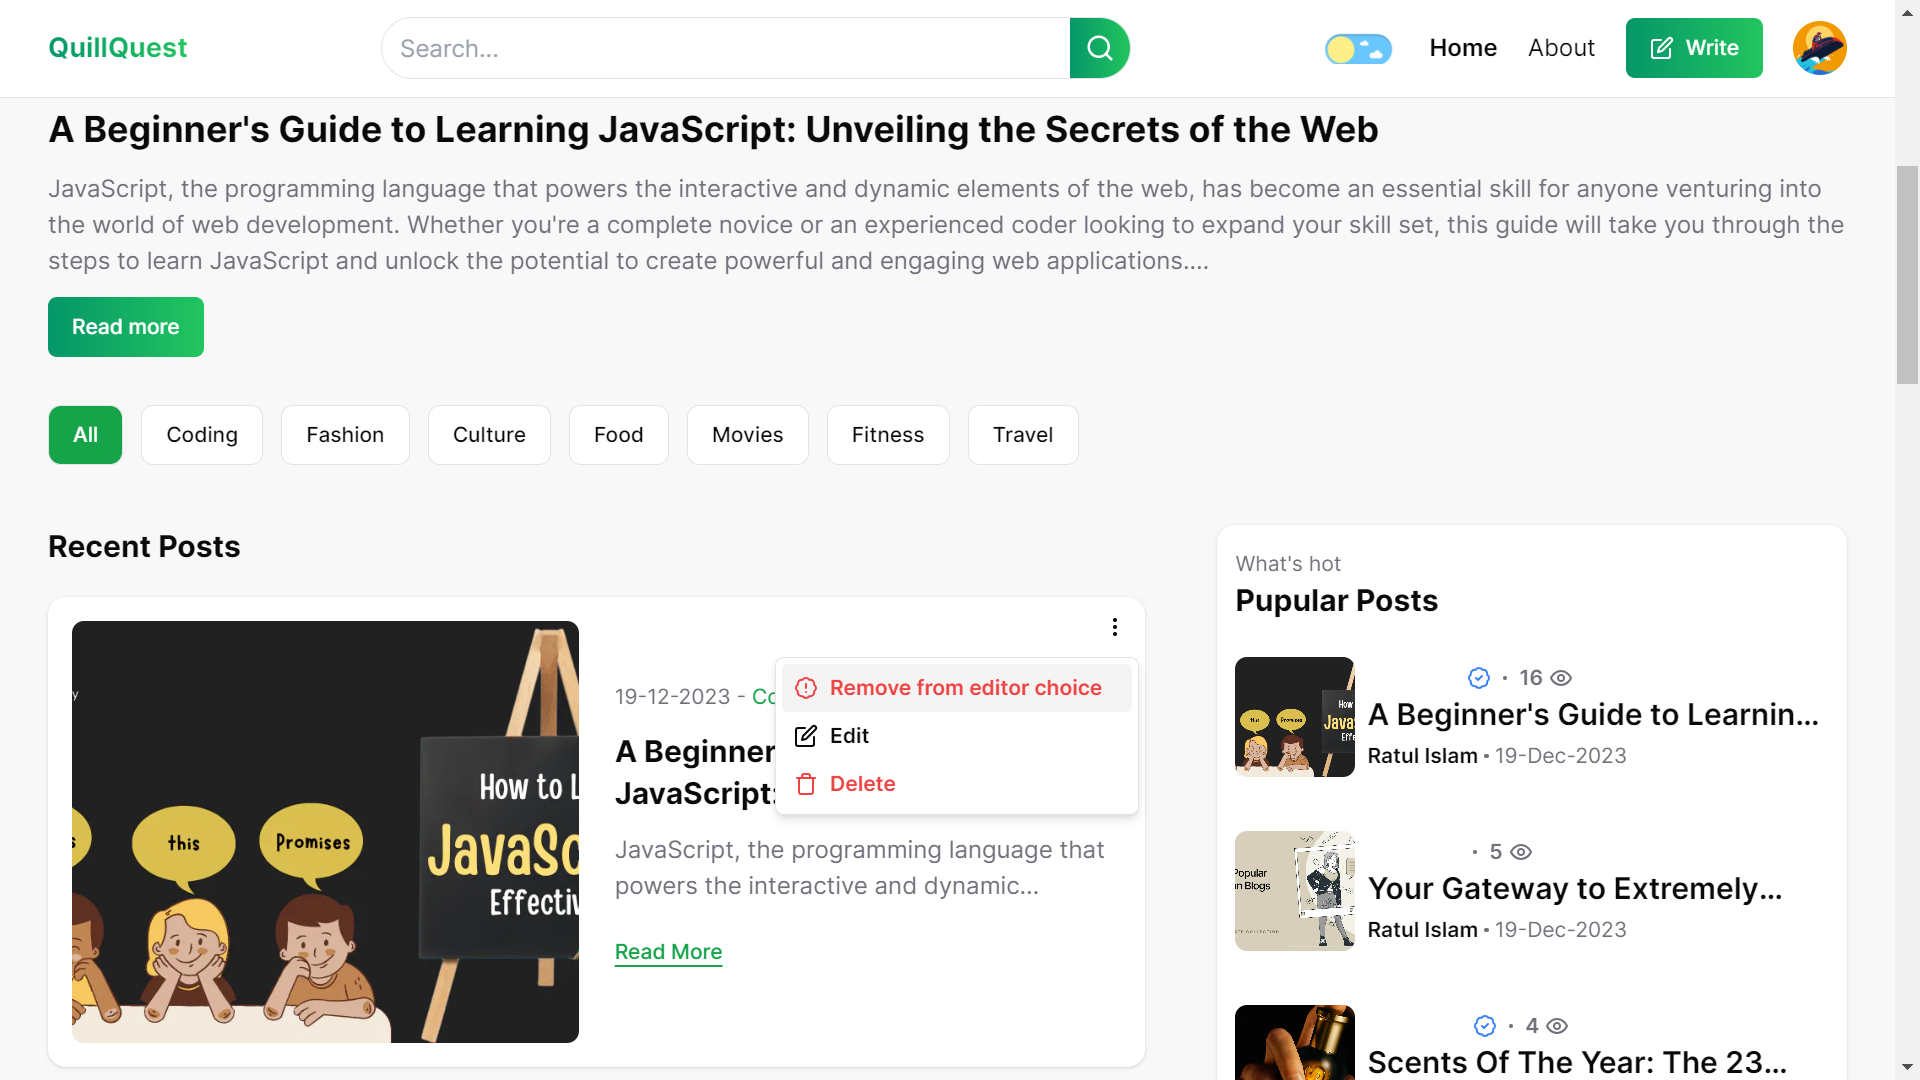 QuillQuest
Search...
Home
About
Write
A Beginner's Guide to Learning JavaScript: Unveiling the Secrets of the Web
JavaScript, the programming language that powers the interactive and dynamic elements of the web, has become an essential skill for anyone venturing into
the world of web development. Whether you're a complete novice or an experienced coder looking to expand your skill set, this guide will take you through the
steps to learn JavaScript and unlock the potential to create powerful and engaging web applications....
Read more
All
Coding
Fashion
Culture
Food
Movies
Fitness
Travel
Recent Posts
y
s
this
Promises
How to L
JavaSc
Effectiv
19-12-2023 - Co
A Beginner
JavaScript:
JavaScript, the programming language that
powers the interactive and dynamic...
Read More
Remove from editor choice
Edit
Delete
What's hot
Pupular Posts
this
Promises
How
Java
Effe
• 16
A Beginner's Guide to Learnin...
Ratul Islam • 19-Dec-2023
Popular
n Blogs
• 5
Your Gateway to Extremely...
Ratul Islam • 19-Dec-2023
• 4
Scents Of The Year: The 23...